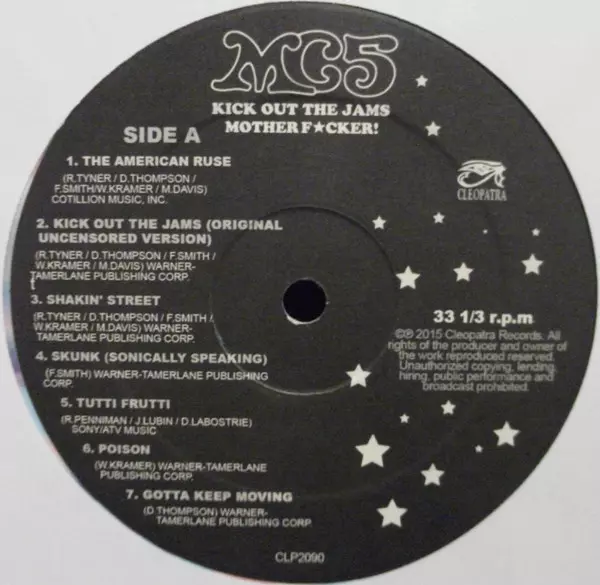 MC5
KICK OUT THE JAMS
MOTHER F★CKER!
SIDE A
1. THE AMERICAN RUSE
(R.TYNER / D.THOMPSON /
F.SMITH/W.KRAMER / M.DAVIS)
COTILLION MUSIC, INC.
2. KICK OUT THE JAMS (ORIGINAL
UNCENSORED VERSION)
(R.TYNER / D.THOMPSON / F.SMITH /
W.KRAMER / M.DAVIS) WARNER-
TAMERLANE PUBLISHING CORP.
t
3. SHAKIN' STREET
(R.TYNER / D.THOMPSON / F.SMITH /
W.KRAMER / M.DAVIS) WARNER-
TAMERLANE PUBLISHING CORP.
4. SKUNK (SONICALLY SPEAKING)
(F.SMITH) WARNER-TAMERLANE PUBLISHING
CORP.
5. TUTTI FRUTTI
(R.PENNIMAN / J.LUBIN / D.LABOSTRIE)
SONY/ATV MUSIC
6. POISON
(W.KRAMER) WARNER-TAMERLANE
PUBLISHING CORP.
7. GOTTA KEEP MOVING
(D.THOMPSON) WARNER-
TAMERLANE PUBLISHING CORP.
CLEOPATRA
33 1/3 r.p.m
©℗ 2015 Cleopatra Records. All
rights of the producer and owner of
the work reproduced reserved.
Unauthorized copying, lending,
hiring, public performance and
broadcast prohibited.
CLP2090